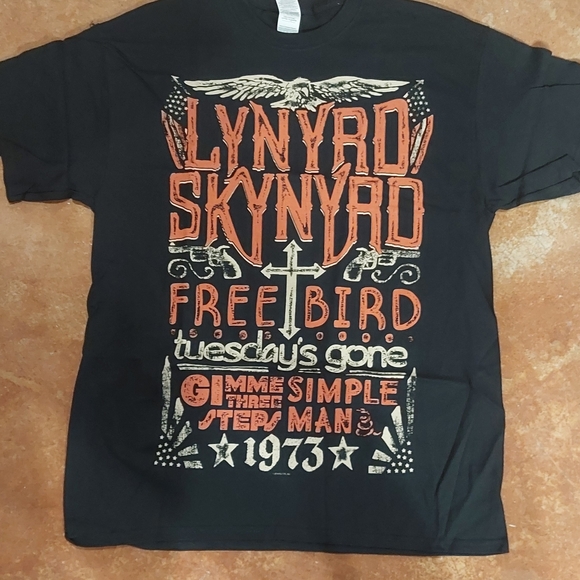 LYNYRD
SKYNYRD
FREE BIRD
tuesday's gone
GIMME THREE STEPS
SIMPLE MAN
1973